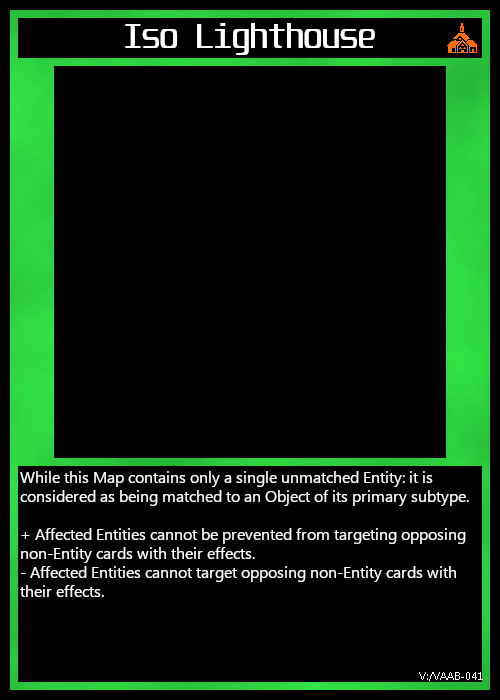 Iso Lighthouse
While this Map contains only a single unmatched Entity: it is
considered as being matched to an Object of its primary subtype.
+ Affected Entities cannot be prevented from targeting opposing
non-Entity cards with their effects.
- Affected Entities cannot target opposing non-Entity cards with
their effects.
V:/VAAB-041